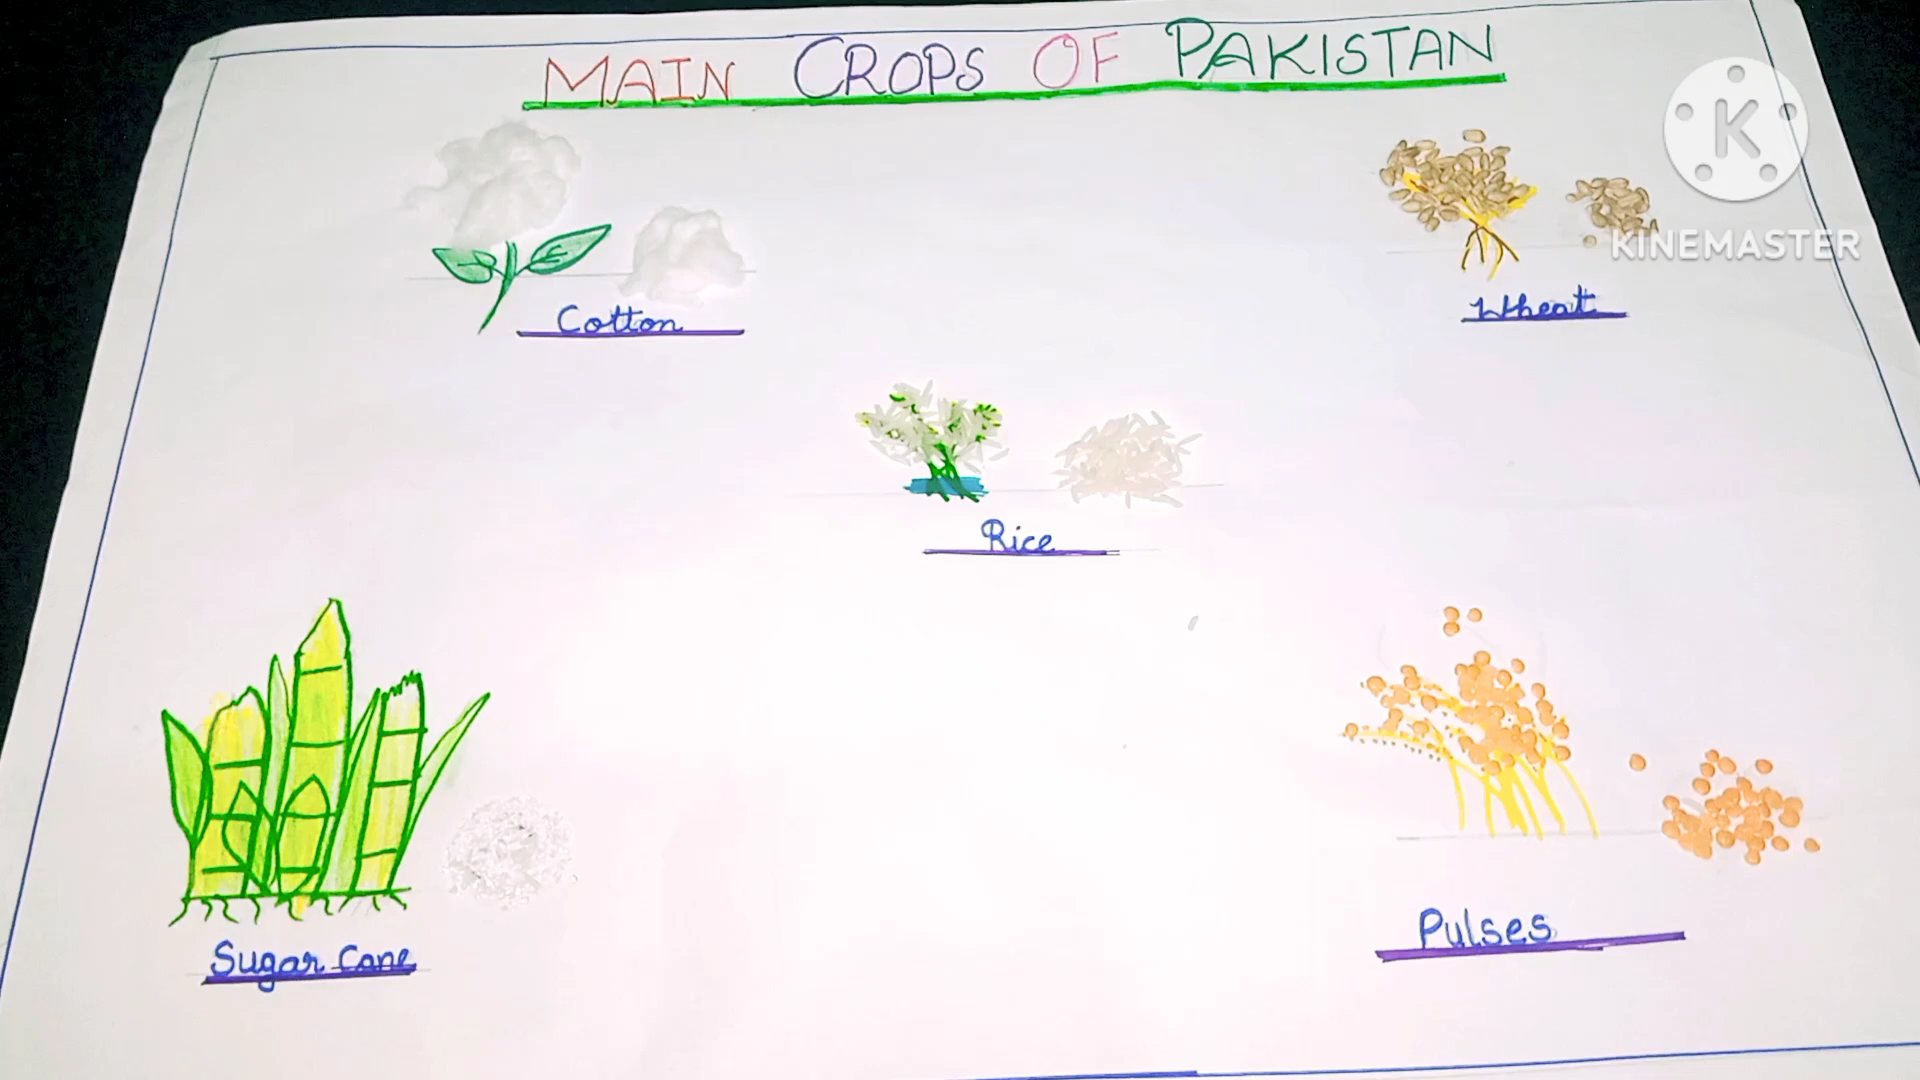 MAIN CROPS OF PAKISTAN
K
KINEMASTER
Cotton
Wheat
Rice
Sugar Cane
Pulses